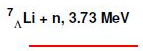 ⁷ΛLi + n, 3.73 MeV